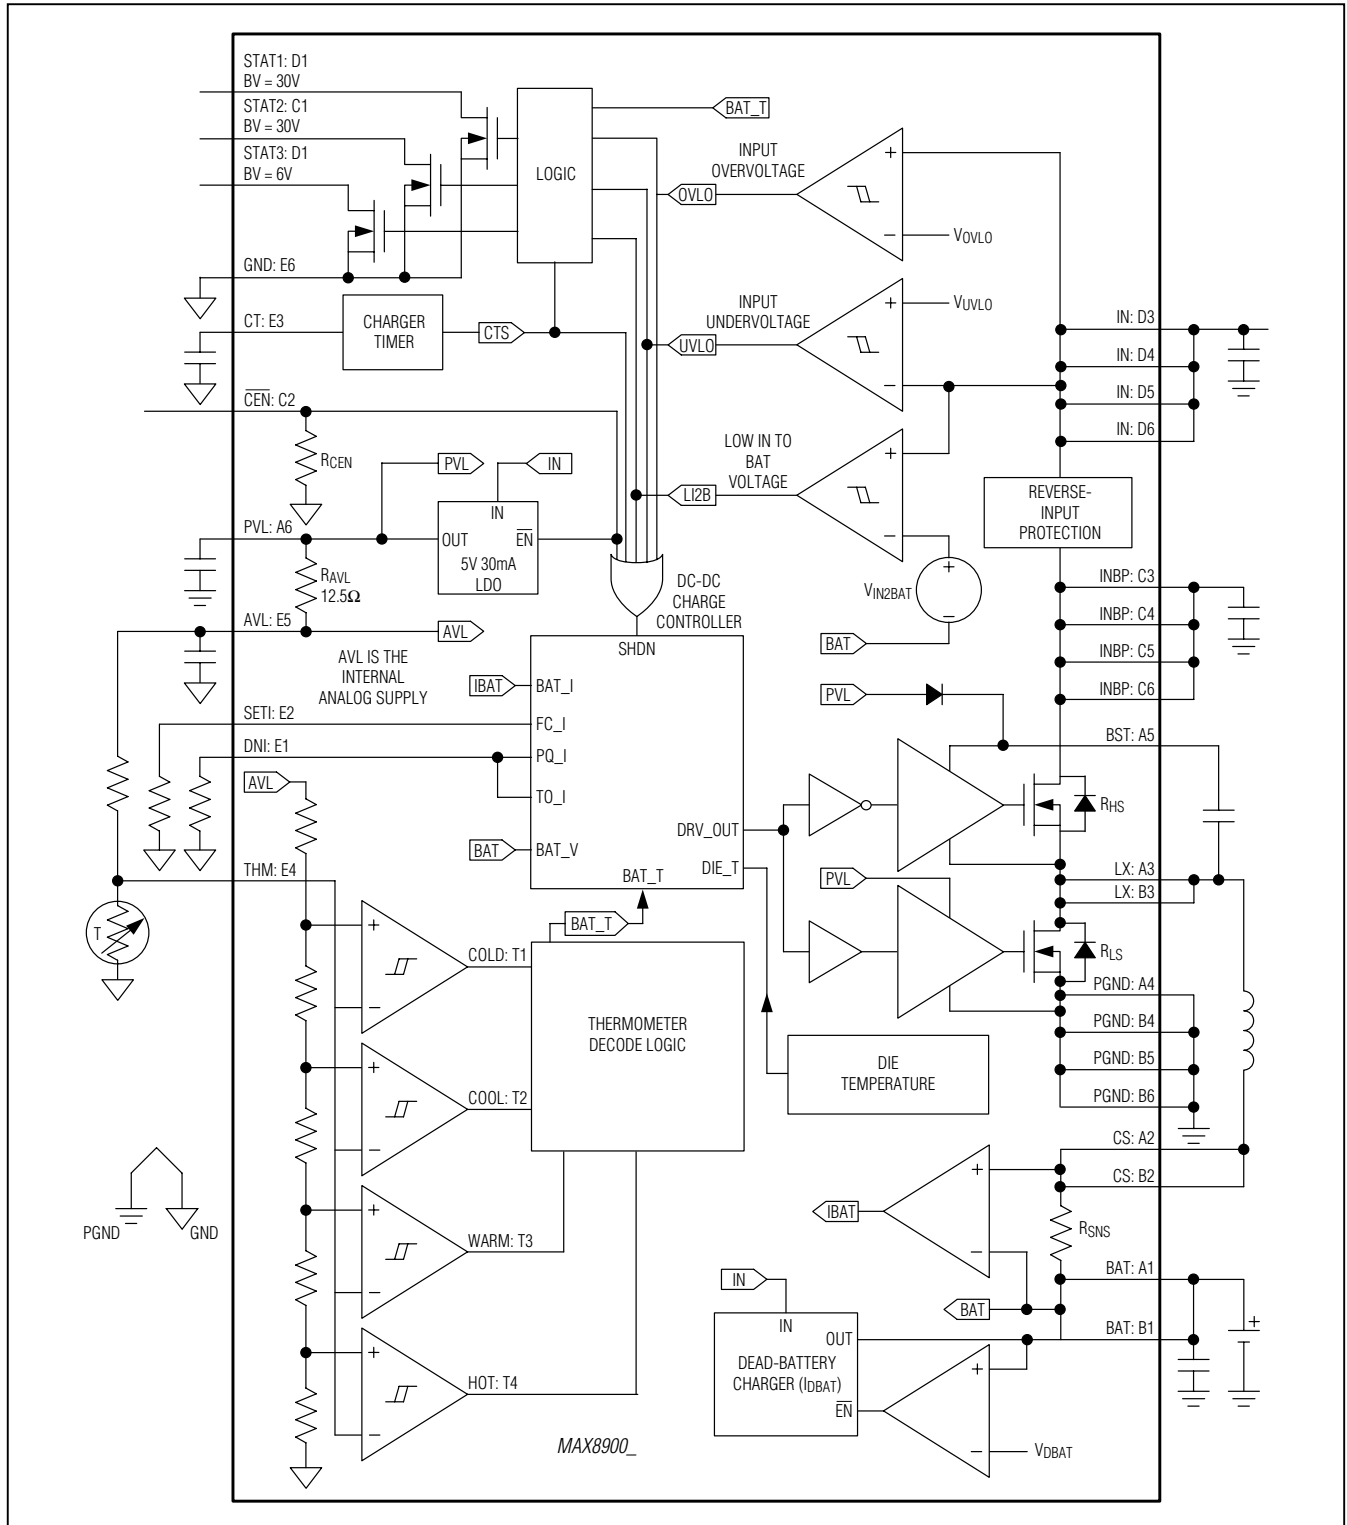 STAT1: D1
BV = 30V
STAT2: C1
BV = 30V
STAT3: D1
BV = 6V
GND: E6
CT: E3
CHARGER
TIMER
CTS
LOGIC
BAT_T
INPUT
OVERVOLTAGE
OVLO
+
−
VOVLO
INPUT
UNDERVOLTAGE
UVLO
+
−
VUVLO
LOW IN TO
BAT
VOLTAGE
LI2B
+
−
VIN2BAT
+
−
BAT
IN: D3
IN: D4
IN: D5
IN: D6
REVERSE-
INPUT
PROTECTION
INBP: C3
INBP: C4
INBP: C5
INBP: C6
CEN: C2
RCEN
PVL
IN
PVL: A6
IN
OUT
EN
5V 30mA
LDO
RAVL
12.5Ω
AVL: E5
AVL
AVL IS THE
INTERNAL
ANALOG SUPPLY
DC-DC
CHARGE
CONTROLLER
SHDN
IBAT
BAT_I
SETI: E2
FC_I
DNI: E1
PQ_I
TO_I
BAT
BAT_V
BAT_T
DRV_OUT
DIE_T
PVL
BST: A5
RHS
LX: A3
LX: B3
PVL
RLS
PGND: A4
PGND: B4
PGND: B5
PGND: B6
AVL
THM: E4
T
+
−
COLD: T1
+
−
COOL: T2
+
−
WARM: T3
+
−
HOT: T4
BAT_T
THERMOMETER
DECODE LOGIC
DIE
TEMPERATURE
PGND
GND
CS: A2
CS: B2
IBAT
+
−
RSNS
BAT
BAT: A1
BAT: B1
+
IN
IN
OUT
DEAD-BATTERY
CHARGER (IDBAT)
EN
+
−
VDBAT
MAX8900_